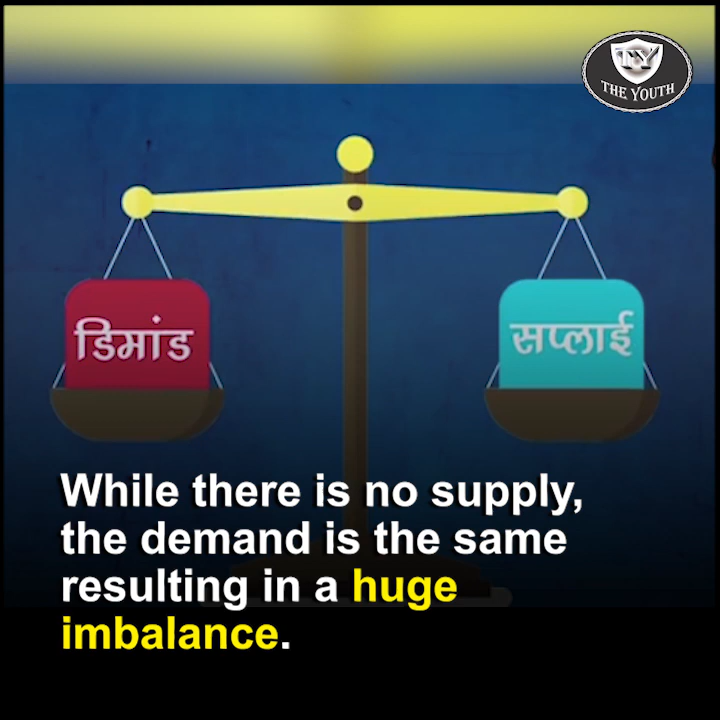 TY
THE YOUTH
डिमांड
सप्लाई
While there is no supply,
the demand is the same
resulting in a huge
imbalance.